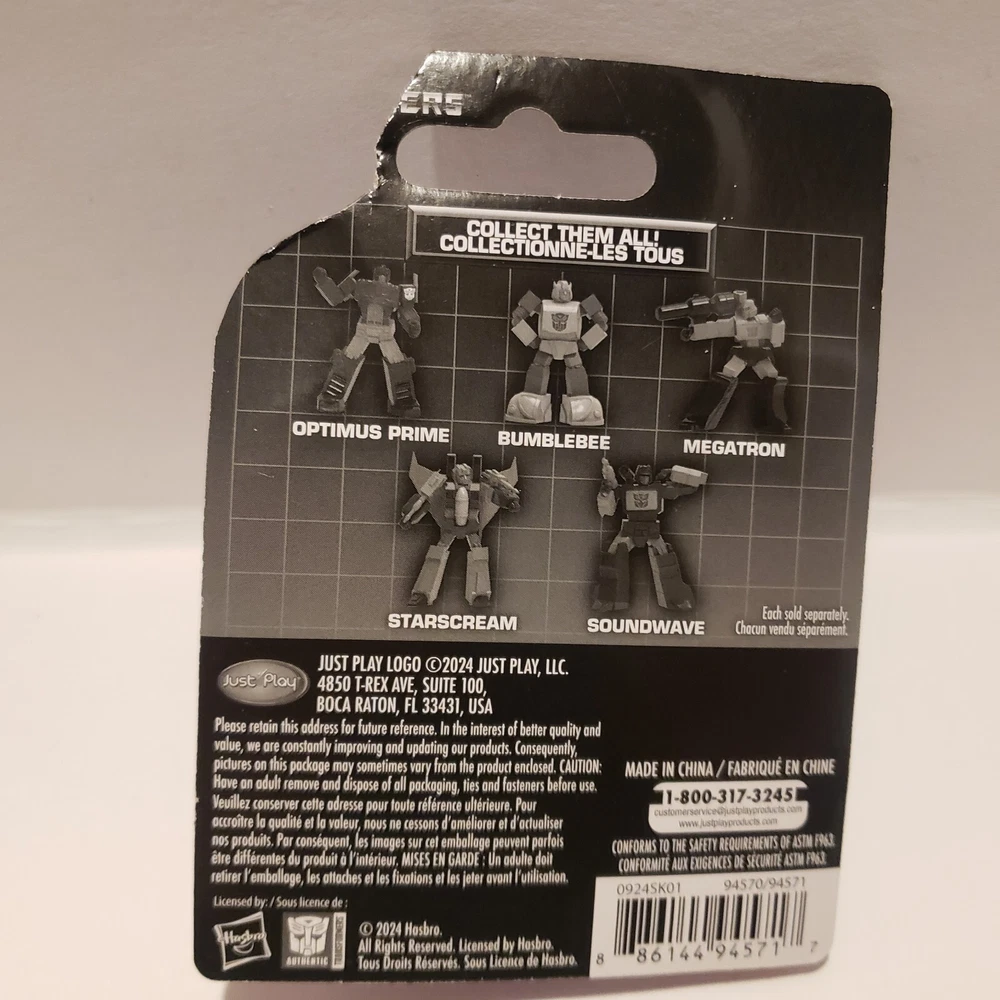 ERS™
COLLECT THEM ALL!
COLLECTIONNE-LES TOUS
OPTIMUS PRIME
BUMBLEBEE
MEGATRON
STARSCREAM
SOUNDWAVE
Each sold separately.
Chacun vendu séparément.
Just Play
JUST PLAY LOGO ©2024 JUST PLAY, LLC.
4850 T-REX AVE, SUITE 100,
BOCA RATON, FL 33431, USA
Please retain this address for future reference. In the interest of better quality and
value, we are constantly improving and updating our products. Consequently,
pictures on this package may sometimes vary from the product enclosed. CAUTION:
Have an adult remove and dispose of all packaging, ties and fasteners before use.
Veuillez conserver cette adresse pour toute référence ultérieure. Pour
accroître la qualité et la valeur, nous ne cessons d'améliorer et d'actualiser
nos produits. Par conséquent, les images sur cet emballage peuvent parfois
être différentes du produit à l'intérieur. MISES EN GARDE : Un adulte doit
retirer l'emballage, les attaches et les fixations et les jeter avant l'utilisation.
MADE IN CHINA / FABRIQUÉ EN CHINE
1-800-317-3245
customerservice@justplayproducts.com
www.justplayproducts.com
CONFORMS TO THE SAFETY REQUIREMENTS OF ASTM F963.
CONFORMITÉ AUX EXIGENCES DE SÉCURITÉ ASTM F963.
0924SK01 94570/94571
8 86144 94571 7
Licensed by: / Sous licence de :
Hasbro
AUTHENTIC
TRANSFORMERS
© 2024 Hasbro.
All Rights Reserved. Licensed by Hasbro.
Tous Droits Réservés. Sous Licence de Hasbro.